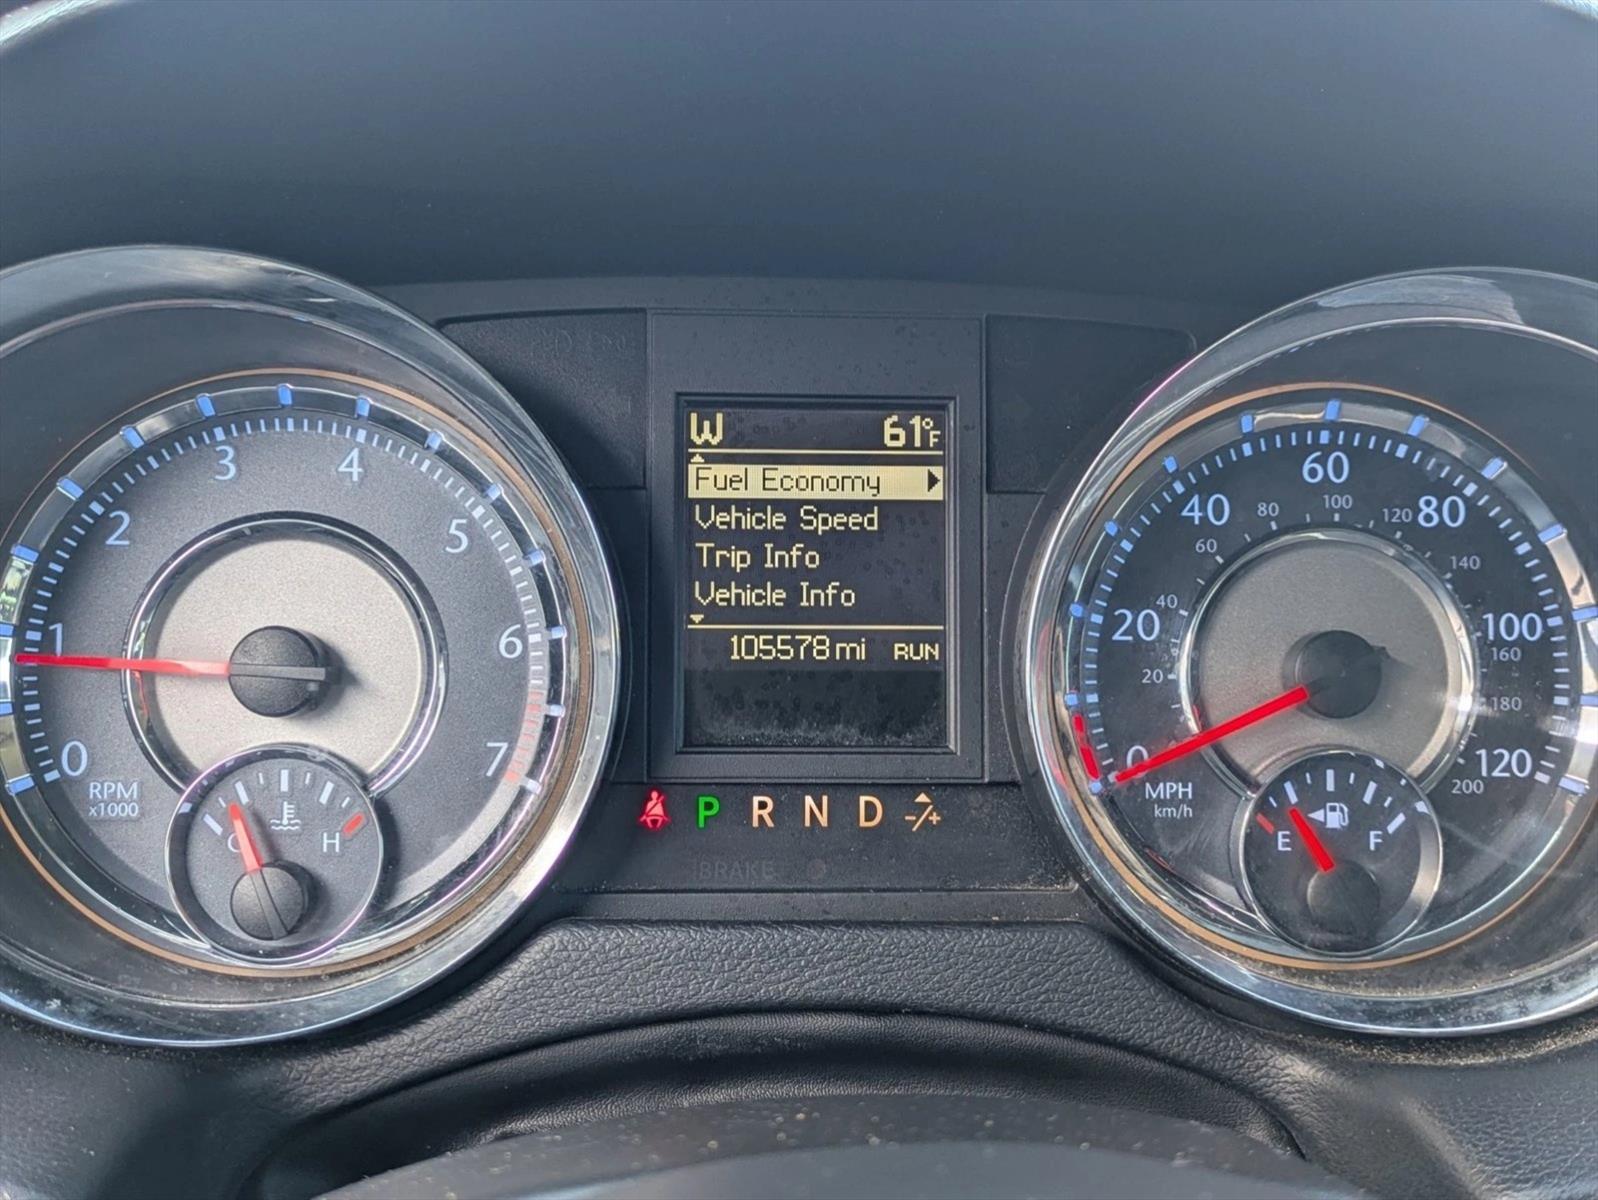 W 61°F
Fuel Economy
Vehicle Speed
Trip Info
Vehicle Info
105578 mi RUN
P R N D -/+
BRAKE
0 1 2 3 4 5 6 7
RPM
x1000
C H
0 20 40 60 80 100 120
20 40 60 80 100 120 140 160 180 200
MPH
km/h
E F